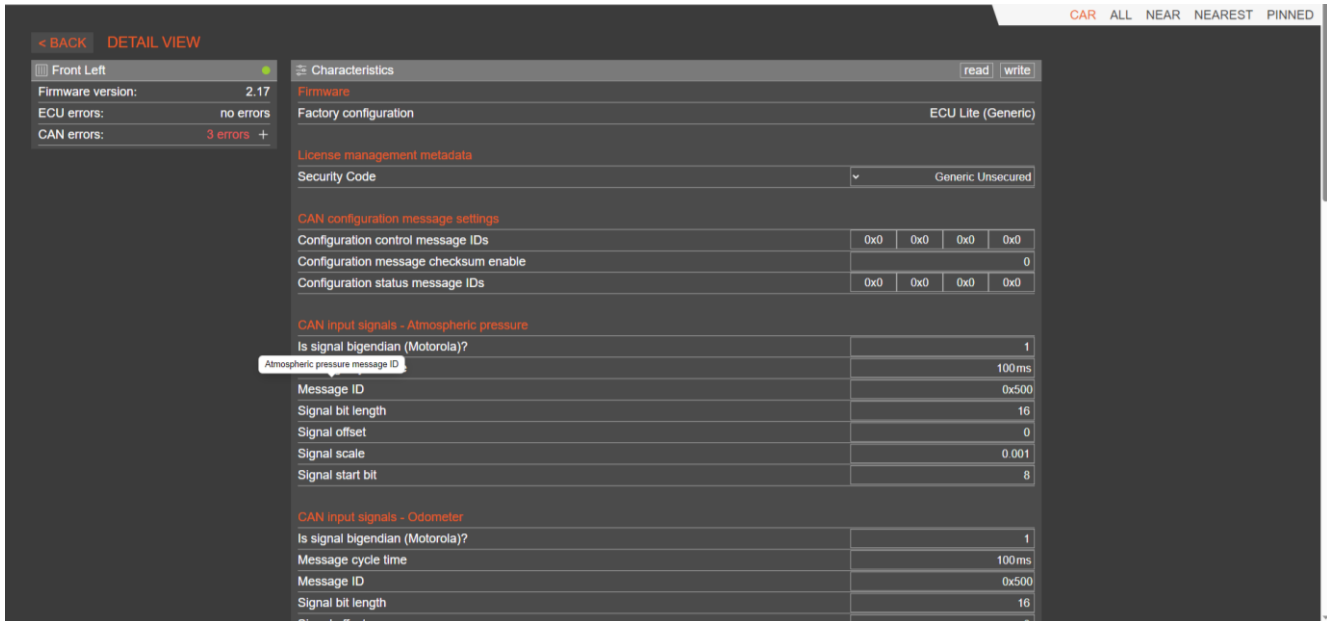 CAR ALL NEAR NEAREST PINNED
< BACK DETAIL VIEW
Front Left
Firmware version: 2.17
ECU errors: no errors
CAN errors: 3 errors +
Characteristics read write
Firmware
Factory configuration ECU Lite (Generic)
License management metadata
Security Code Generic Unsecured
CAN configuration message settings
Configuration control message IDs 0x0 0x0 0x0 0x0
Configuration message checksum enable 0
Configuration status message IDs 0x0 0x0 0x0 0x0
CAN input signals - Atmospheric pressure
Is signal bigendian (Motorola)? 1
Atmospheric pressure message ID
100ms
Message ID 0x500
Signal bit length 16
Signal offset 0
Signal scale 0.001
Signal start bit 8
CAN input signals - Odometer
Is signal bigendian (Motorola)? 1
Message cycle time 100ms
Message ID 0x500
Signal bit length 16